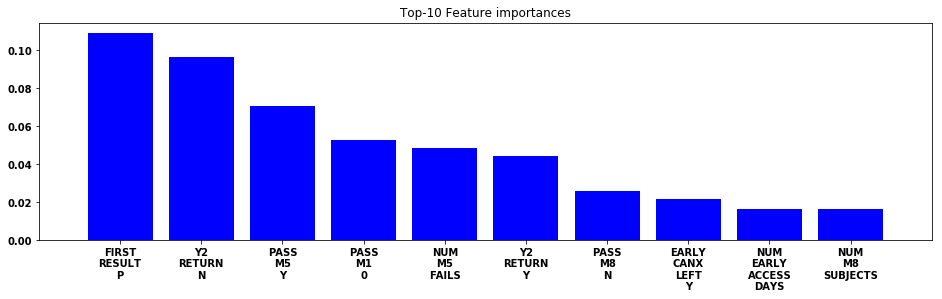 Top-10 Feature importances
0.10
0.08
0.06
0.04
0.02
0.00
FIRST
RESULT
P
Y2
RETURN
N
PASS
M5
Y
PASS
M1
0
NUM
M5
FAILS
Y2
RETURN
Y
PASS
M8
N
EARLY
CANX
LEFT
Y
NUM
EARLY
ACCESS
DAYS
NUM
M8
SUBJECTS